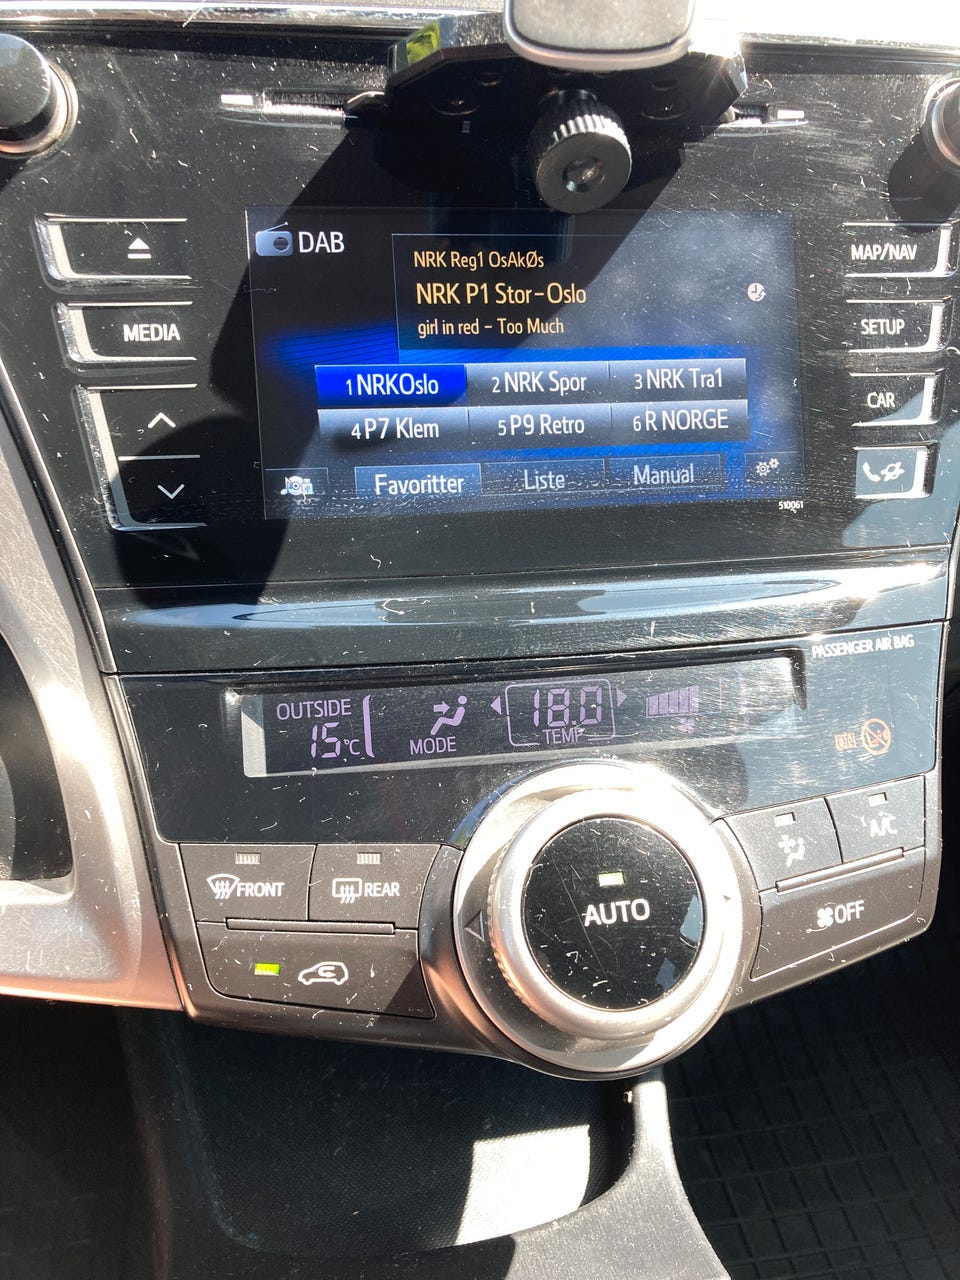 DAB
NRK Reg1 OsAkØs
NRK P1 Stor-Oslo
girl in red - Too Much
1 NRKOslo 2 NRK Spor 3 NRK Tra1
4 P7 Klem 5 P9 Retro 6 R NORGE
Favoritter Liste Manual
510061
MEDIA
MAP/NAV
SETUP
CAR
PASSENGER AIR BAG
OUTSIDE
15°C
MODE
18.0
TEMP
ON
FRONT
REAR
AUTO
A/C
OFF